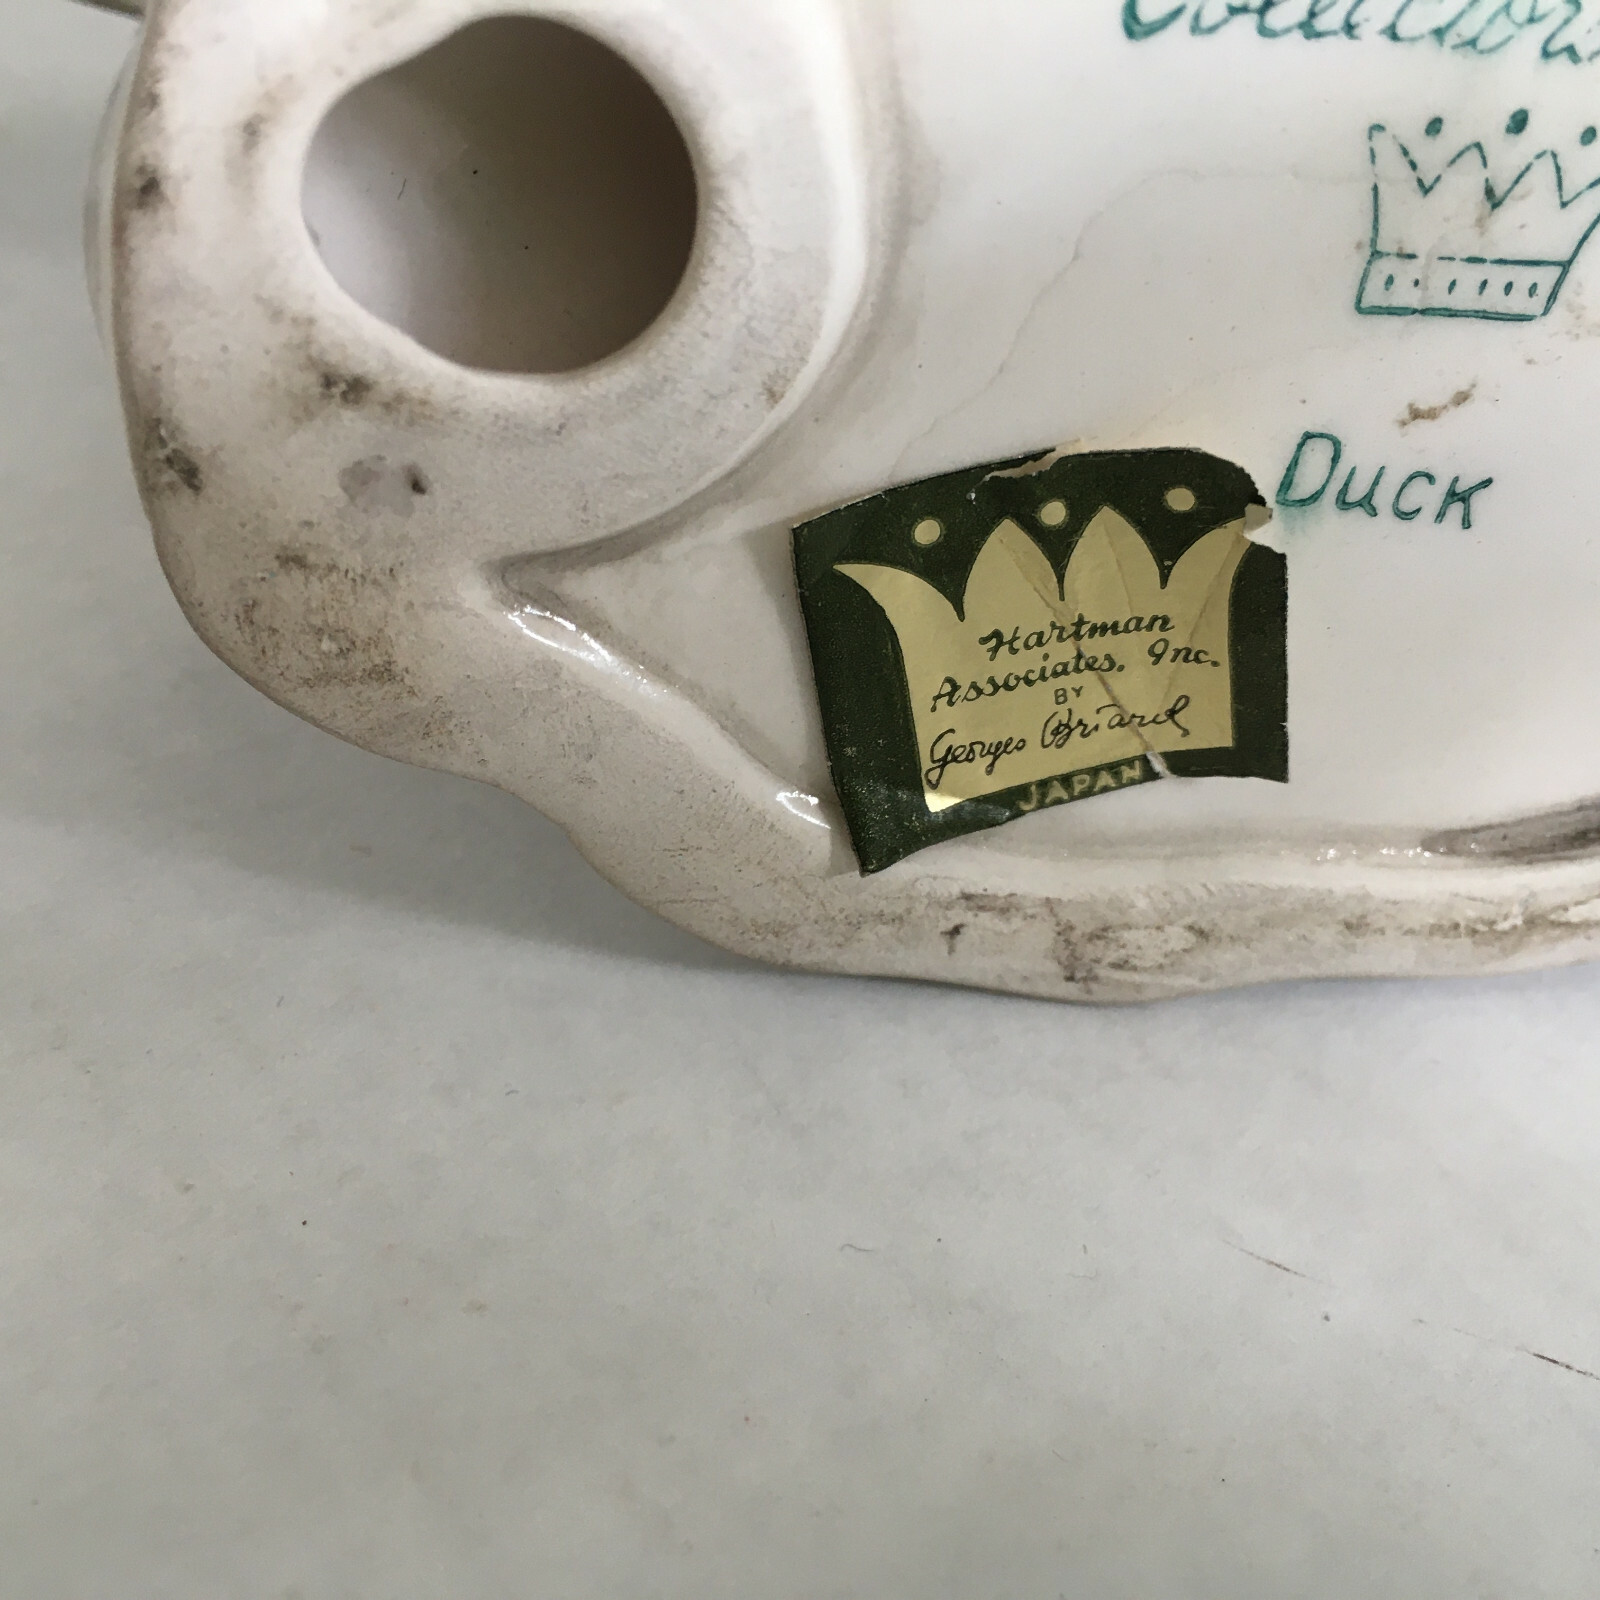 Duck
Hartman
Associates, Inc.
BY
Georges Briard
JAPAN